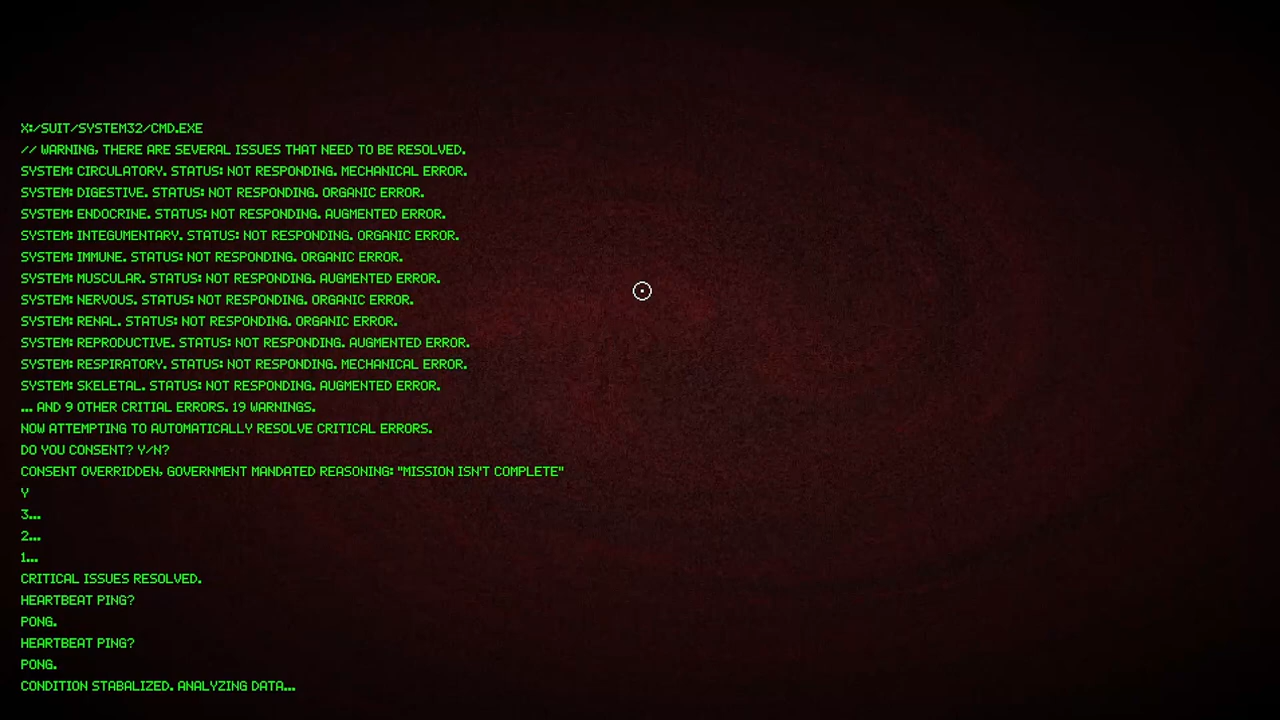 X:/SUIT/SYSTEM32/CMD.EXE
// WARNING, THERE ARE SEVERAL ISSUES THAT NEED TO BE RESOLVED.
SYSTEM: CIRCULATORY. STATUS: NOT RESPONDING. MECHANICAL ERROR.
SYSTEM: DIGESTIVE. STATUS: NOT RESPONDING. ORGANIC ERROR.
SYSTEM: ENDOCRINE. STATUS: NOT RESPONDING. AUGMENTED ERROR.
SYSTEM: INTEGUMENTARY. STATUS: NOT RESPONDING. ORGANIC ERROR.
SYSTEM: IMMUNE. STATUS: NOT RESPONDING. ORGANIC ERROR.
SYSTEM: MUSCULAR. STATUS: NOT RESPONDING. AUGMENTED ERROR.
SYSTEM: NERVOUS. STATUS: NOT RESPONDING. ORGANIC ERROR.
SYSTEM: RENAL. STATUS: NOT RESPONDING. ORGANIC ERROR.
SYSTEM: REPRODUCTIVE. STATUS: NOT RESPONDING. AUGMENTED ERROR.
SYSTEM: RESPIRATORY. STATUS: NOT RESPONDING. MECHANICAL ERROR.
SYSTEM: SKELETAL. STATUS: NOT RESPONDING. AUGMENTED ERROR.
... AND 9 OTHER CRITIAL ERRORS. 19 WARNINGS.
NOW ATTEMPTING TO AUTOMATICALLY RESOLVE CRITICAL ERRORS.
DO YOU CONSENT? Y/N?
CONSENT OVERRIDDEN, GOVERNMENT MANDATED REASONING: "MISSION ISN'T COMPLETE"
Y
3...
2...
1...
CRITICAL ISSUES RESOLVED.
HEARTBEAT PING?
PONG.
HEARTBEAT PING?
PONG.
CONDITION STABALIZED. ANALYZING DATA...